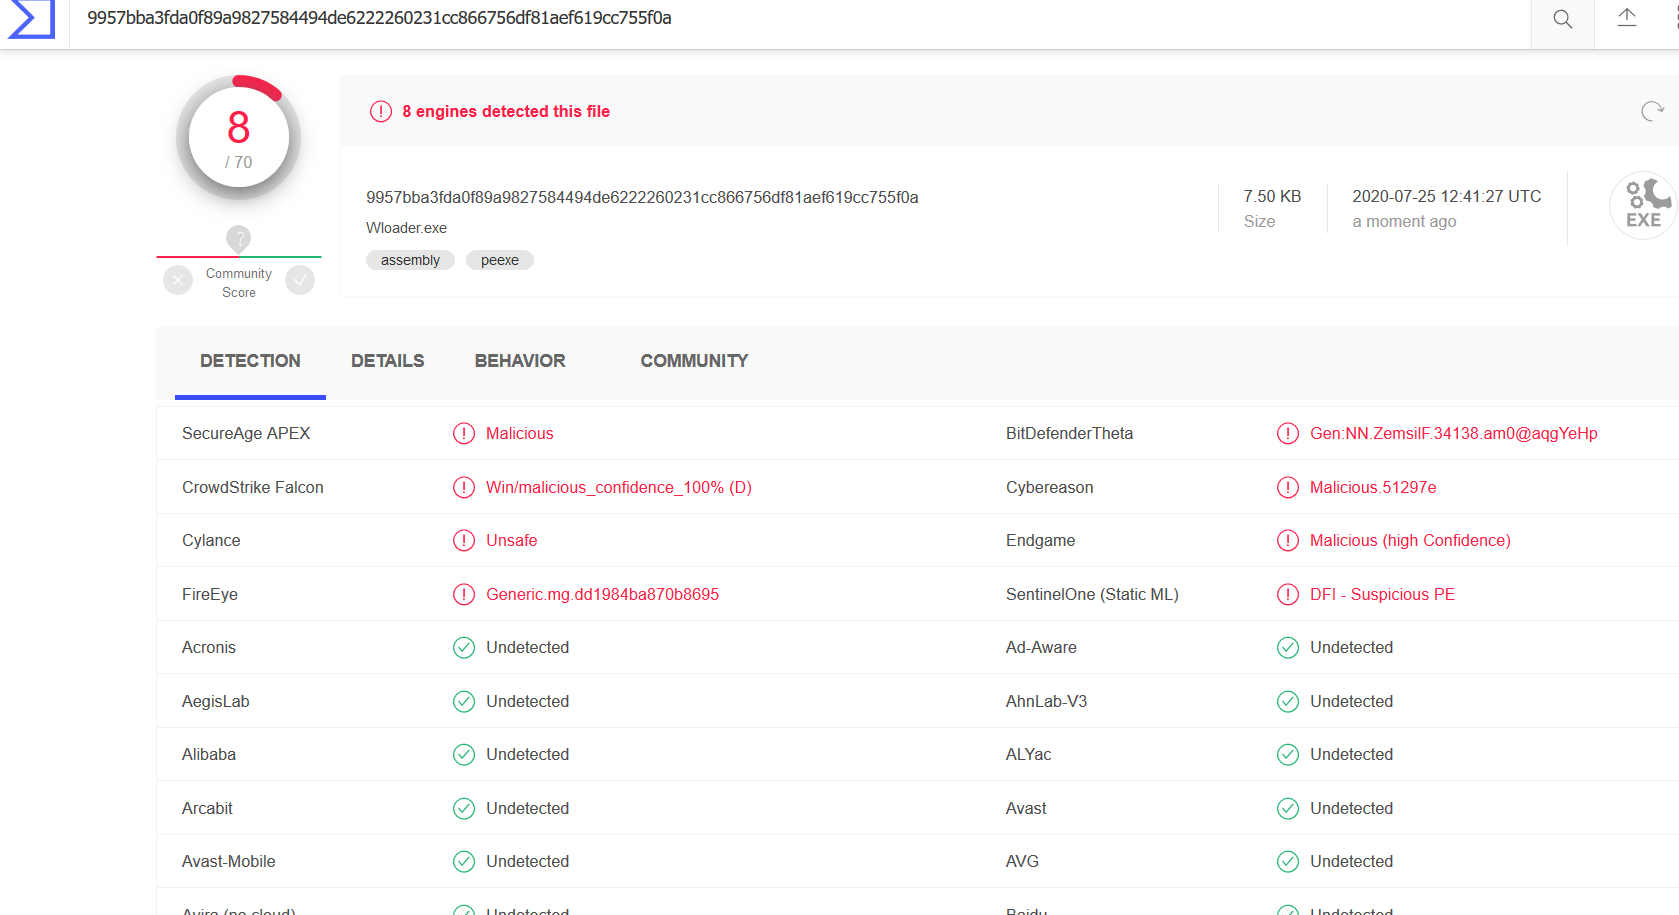 9957bba3fda0f89a9827584494de6222260231cc866756df81aef619cc755f0a
8
/ 70
8 engines detected this file
9957bba3fda0f89a9827584494de6222260231cc866756df81aef619cc755f0a
Wloader.exe
assembly peexe
7.50 KB
Size
2020-07-25 12:41:27 UTC
a moment ago
EXE
?
Community
Score
DETECTION DETAILS BEHAVIOR COMMUNITY
SecureAge APEX Malicious BitDefenderTheta Gen:NN.ZemsilF.34138.am0@aqgYeHp
CrowdStrike Falcon Win/malicious_confidence_100% (D) Cybereason Malicious.51297e
Cylance Unsafe Endgame Malicious (high Confidence)
FireEye Generic.mg.dd1984ba870b8695 SentinelOne (Static ML) DFI - Suspicious PE
Acronis Undetected Ad-Aware Undetected
AegisLab Undetected AhnLab-V3 Undetected
Alibaba Undetected ALYac Undetected
Arcabit Undetected Avast Undetected
Avast-Mobile Undetected AVG Undetected
Avira (no cloud) Undetected Baidu Undetected